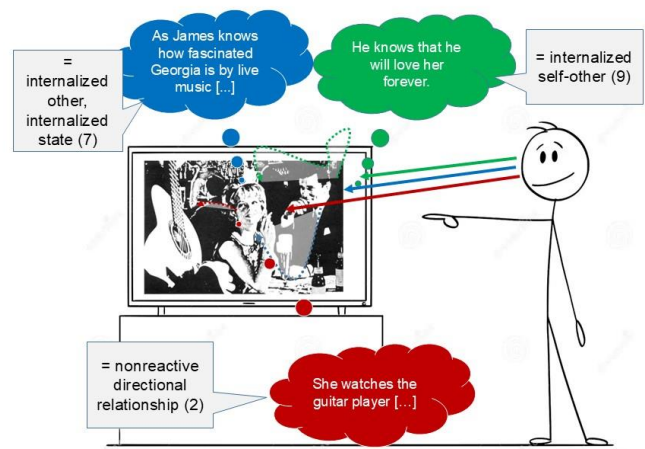 As James knows
how fascinated
Georgia is by live
music [...]
He knows that he
will love her
forever.
= internalized
self-other (9)
=
internalized
other,
internalized
state (7)
= nonreactive
directional
relationship (2)
She watches the
guitar player […]